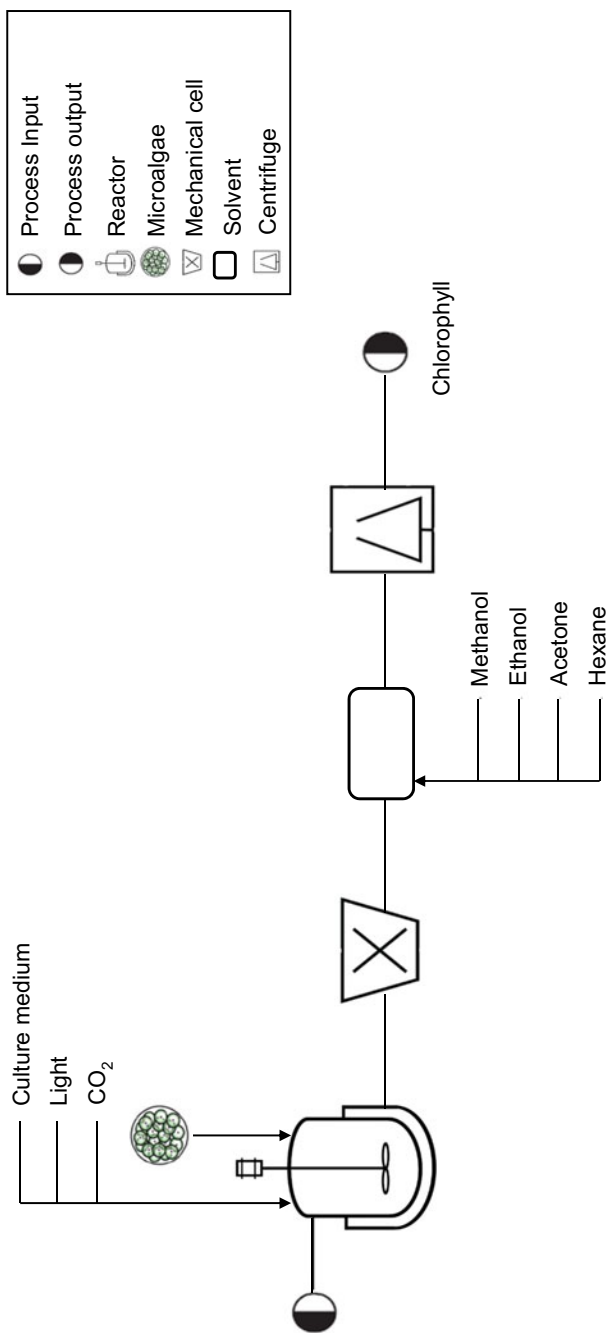 Process Input
Process output
Reactor
Microalgae
Mechanical cell
Solvent
Centrifuge
Culture medium
Light
CO₂
Methanol
Ethanol
Acetone
Hexane
Chlorophyll